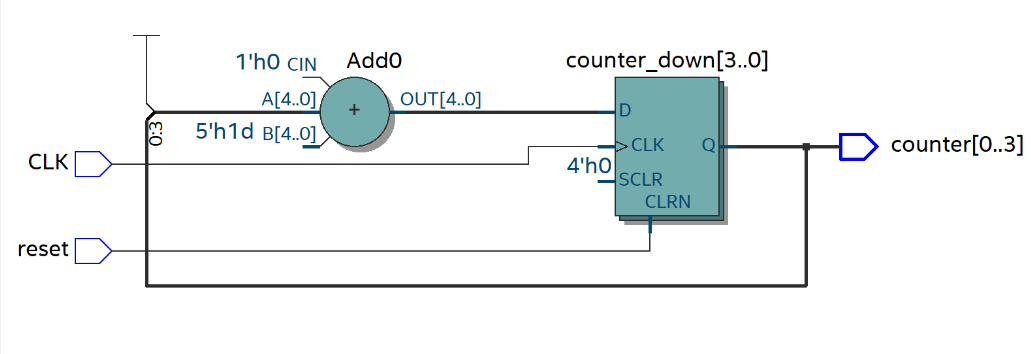 1'h0 CIN
Add0
counter_down[3..0]
A[4..0]
OUT[4..0]
D
+
0:3
5'h1d B[4..0]
CLK
Q
counter[0..3]
CLK
4'h0
SCLR
CLRN
reset